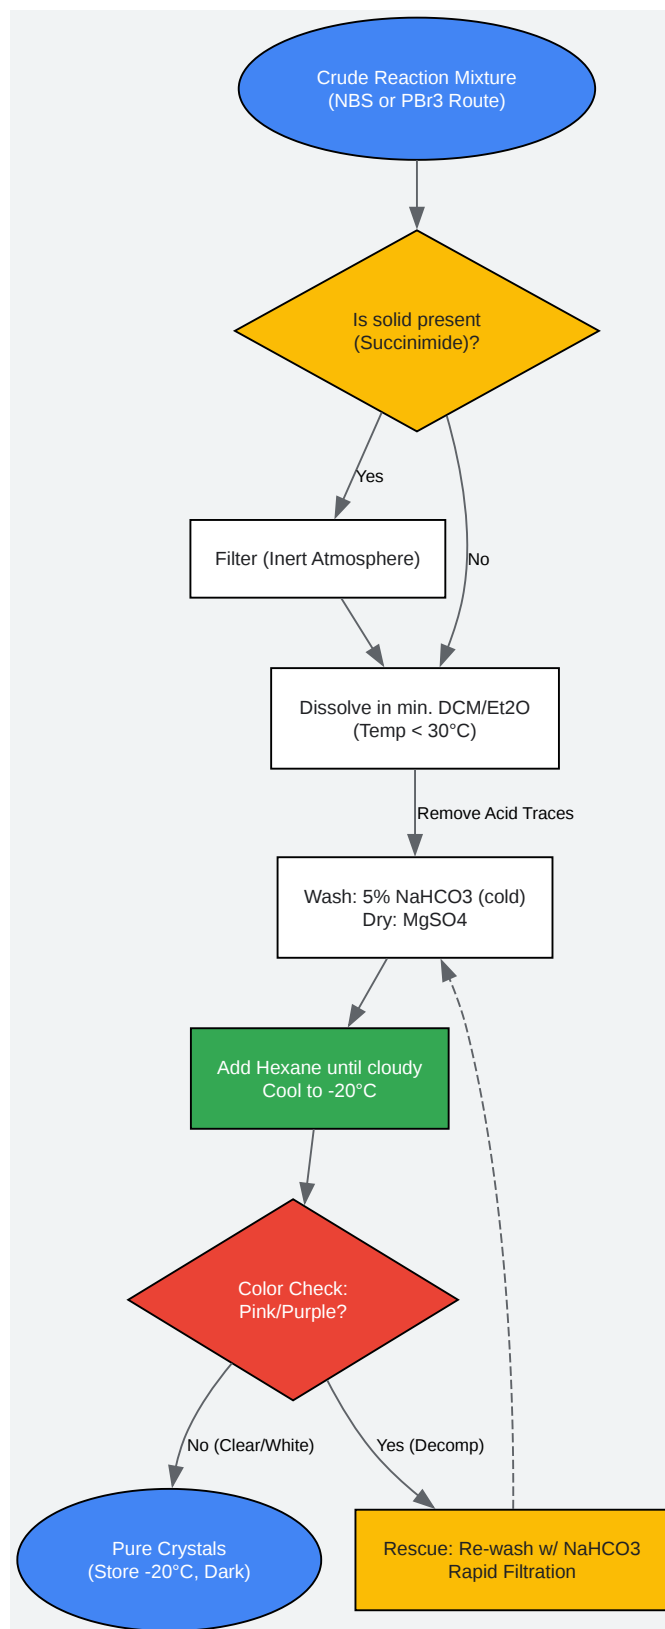 Crude Reaction Mixture
(NBS or PBr3 Route)
Is solid present
(Succinimide)?
Yes
Filter (Inert Atmosphere)
No
Dissolve in min. DCM/Et2O
(Temp < 30°C)
Remove Acid Traces
Wash: 5% NaHCO3 (cold)
Dry: MgSO4
Add Hexane until cloudy
Cool to -20°C
Color Check:
Pink/Purple?
No (Clear/White)
Yes (Decomp)
Pure Crystals
(Store -20°C, Dark)
Rescue: Re-wash w/ NaHCO3
Rapid Filtration